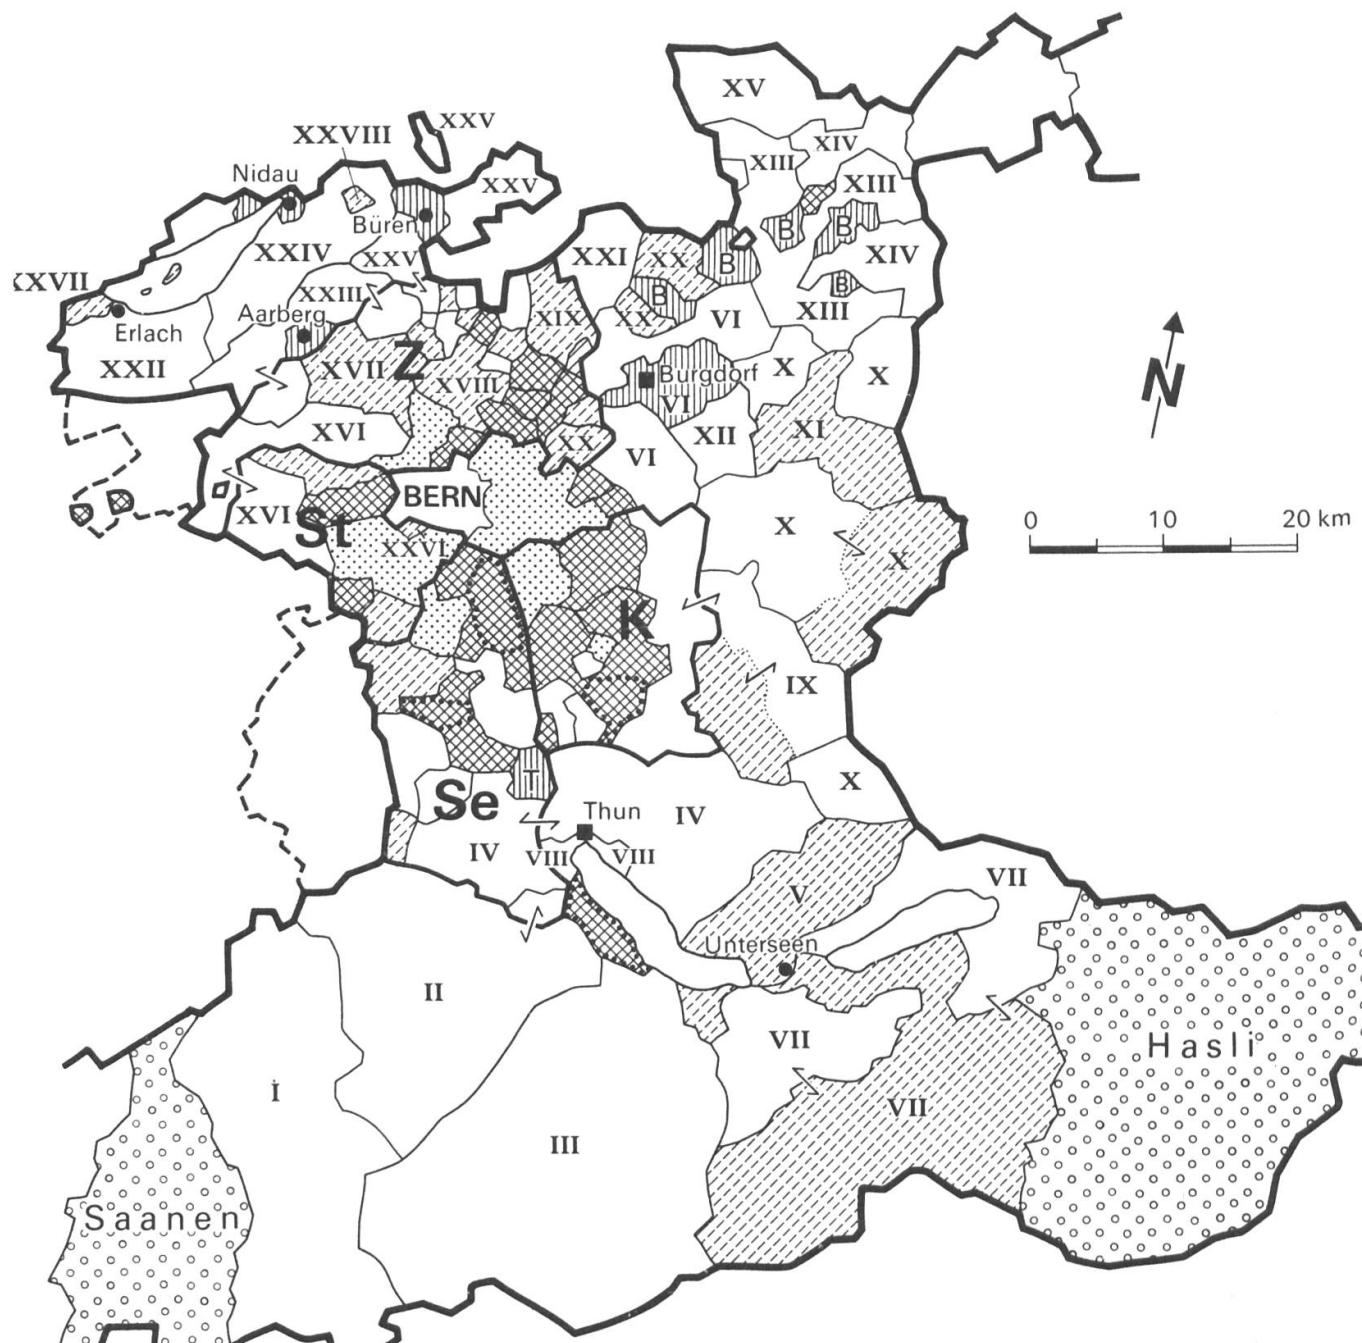 XV
XXV
XXVIII
XIV
XIII
Nidau
XIII
XXV
Büren
B
B
XXIV
XXI
XX
XIV
XXV
B
XXVII
B
B
XXIII
XIII
Aarberg
XIX
XX
VI
Erlach
Z
XXII
XVII
XVIII
Burgdorf
X
X
VI
N
XVI
XX
XI
XII
VI
BERN
XVI
St
X
0 10 20 km
XXVI
X
K
IX
T
X
Se
Thun
IV
IV
VIII
VIII
VII
V
Unterseen
II
VII
Hasli
I
VII
III
Saanen